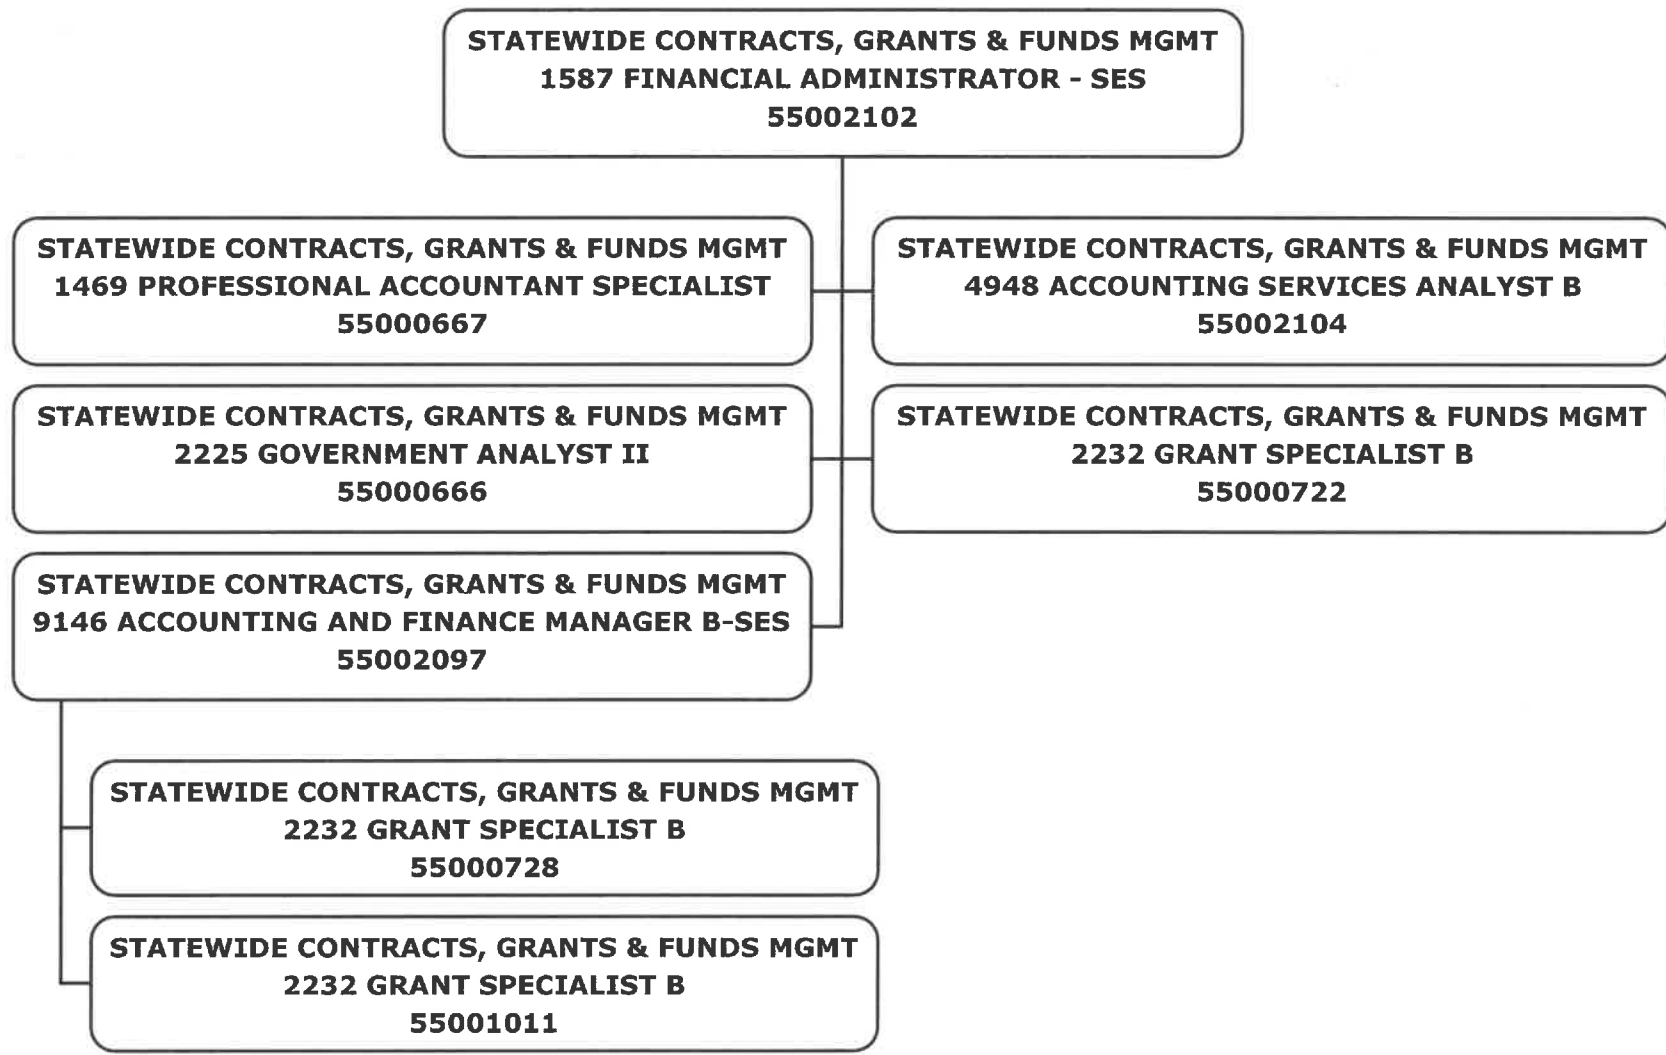 STATEWIDE CONTRACTS, GRANTS & FUNDS MGMT
1587 FINANCIAL ADMINISTRATOR - SES
55002102
STATEWIDE CONTRACTS, GRANTS & FUNDS MGMT
1469 PROFESSIONAL ACCOUNTANT SPECIALIST
55000667
STATEWIDE CONTRACTS, GRANTS & FUNDS MGMT
4948 ACCOUNTING SERVICES ANALYST B
55002104
STATEWIDE CONTRACTS, GRANTS & FUNDS MGMT
2225 GOVERNMENT ANALYST II
55000666
STATEWIDE CONTRACTS, GRANTS & FUNDS MGMT
2232 GRANT SPECIALIST B
55000722
STATEWIDE CONTRACTS, GRANTS & FUNDS MGMT
9146 ACCOUNTING AND FINANCE MANAGER B-SES
55002097
STATEWIDE CONTRACTS, GRANTS & FUNDS MGMT
2232 GRANT SPECIALIST B
55000728
STATEWIDE CONTRACTS, GRANTS & FUNDS MGMT
2232 GRANT SPECIALIST B
55001011